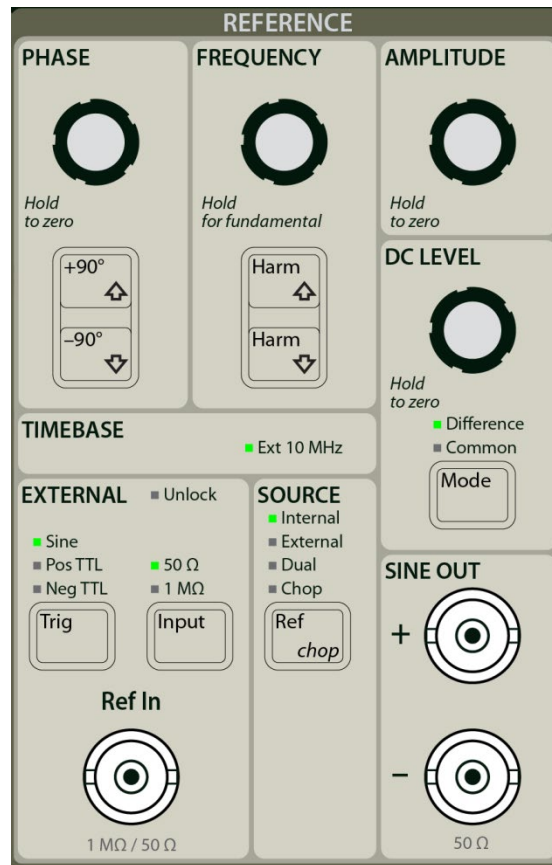 REFERENCE
PHASE
Hold
to zero
+90°
–90°
FREQUENCY
Hold
for fundamental
Harm
Harm
AMPLITUDE
Hold
to zero
DC LEVEL
Hold
to zero
Difference
Common
Mode
TIMEBASE
Ext 10 MHz
EXTERNAL
Unlock
Sine
Pos TTL
Neg TTL
50 Ω
1 MΩ
Trig
Input
Ref In
1 MΩ / 50 Ω
SOURCE
Internal
External
Dual
Chop
Ref
chop
SINE OUT
+
–
50 Ω